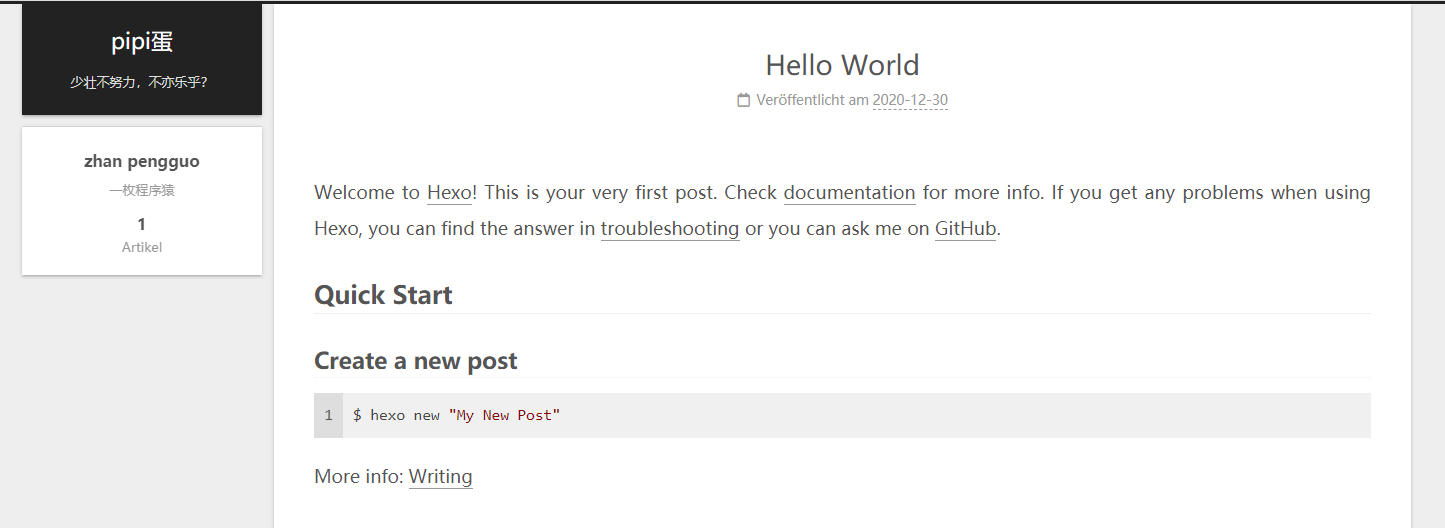 pipi蛋
少壮不努力，不亦乐乎？
zhan pengguo
一枚程序猿
1
Artikel
Hello World
Veröffentlicht am 2020-12-30
Welcome to Hexo! This is your very first post. Check documentation for more info. If you get any problems when using
Hexo, you can find the answer in troubleshooting or you can ask me on GitHub.
Quick Start
Create a new post
1 $ hexo new "My New Post"
More info: Writing